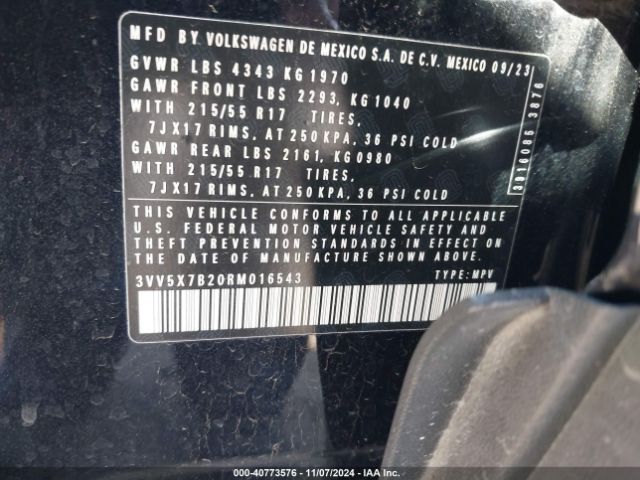 MFD BY VOLKSWAGEN DE MEXICO S.A. DE C.V. MEXICO 09/23
GVWR LBS 4343 KG 1970
GAWR FRONT LBS 2293, KG 1040
WITH 215/55 R17 TIRES,
7JX17 RIMS, AT 250 KPA, 36 PSI COLD
GAWR REAR LBS 2161, KG 0980
WITH 215/55 R17 TIRES,
7JX17 RIMS, AT 250 KPA, 36 PSI COLD
3016086 3876
THIS VEHICLE CONFORMS TO ALL APPLICABLE
U.S. FEDERAL MOTOR VEHICLE SAFETY AND
THEFT PREVENTION STANDARDS IN EFFECT ON
THE DATE OF MANUFACTURE SHOWN ABOVE
3VV5X7B20RM016543 TYPE: MPV
000-40773576 | 11/07/2024 | IAA Inc.